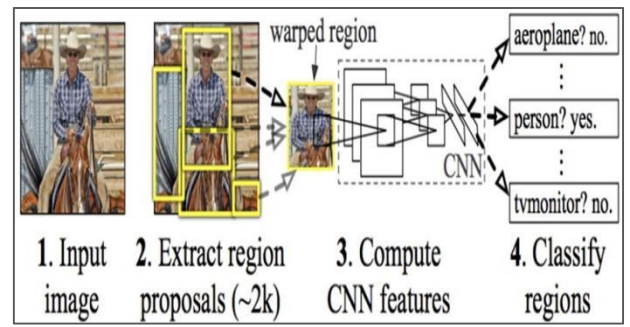 warped region
aeroplane? no.
person? yes.
CNN
tvmonitor? no.
1. Input
image
2. Extract region
proposals (~2k)
3. Compute
CNN features
4. Classify
regions